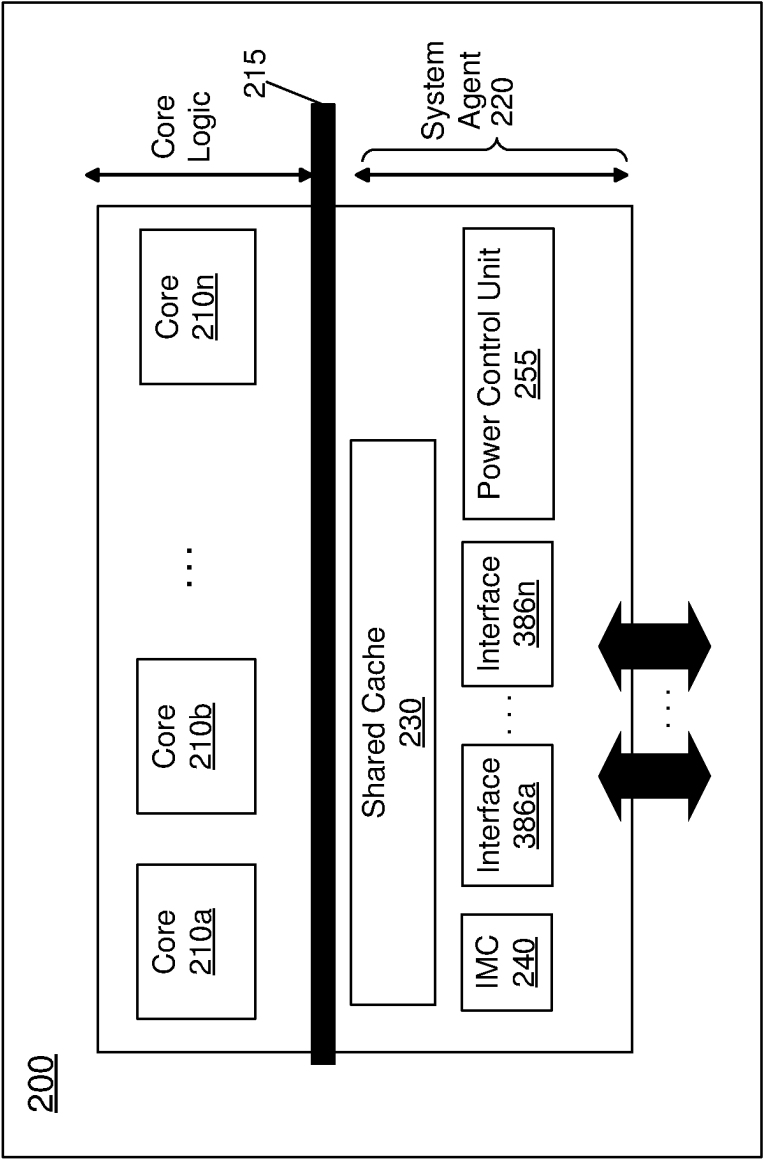 200
Core
210a
Core
210b
. . .
Core
210n
Core
Logic
215
Shared Cache
230
System
Agent
220
IMC
240
Interface
386a
. . .
Interface
386n
Power Control Unit
255
. . .